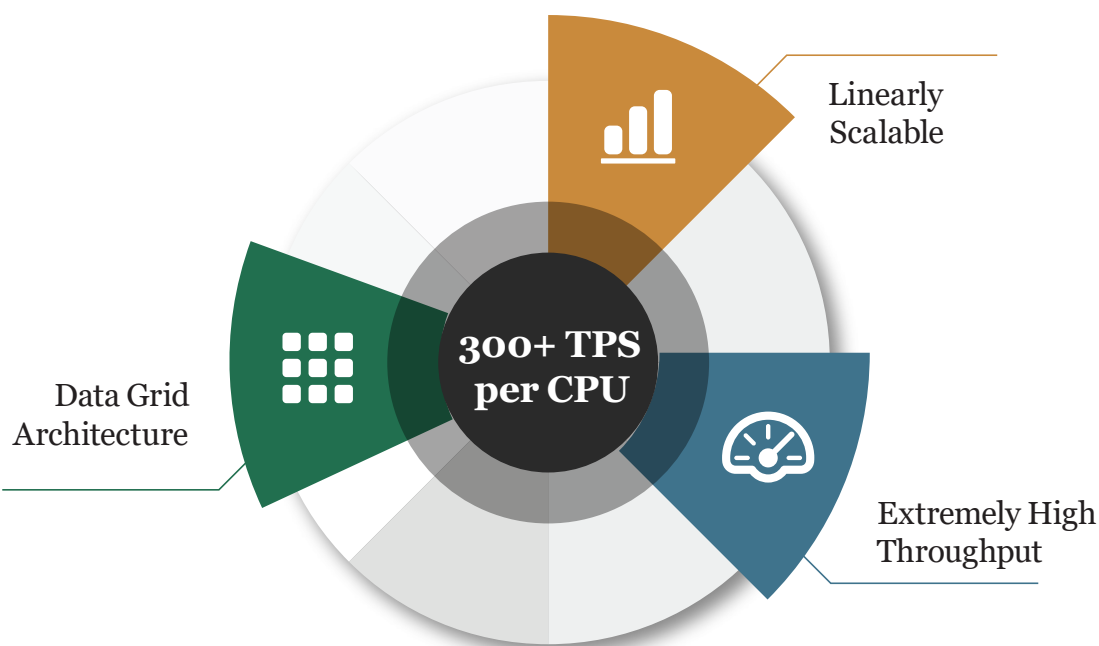 Linearly
Scalable
300+ TPS
per CPU
Data Grid
Architecture
Extremely High
Throughput